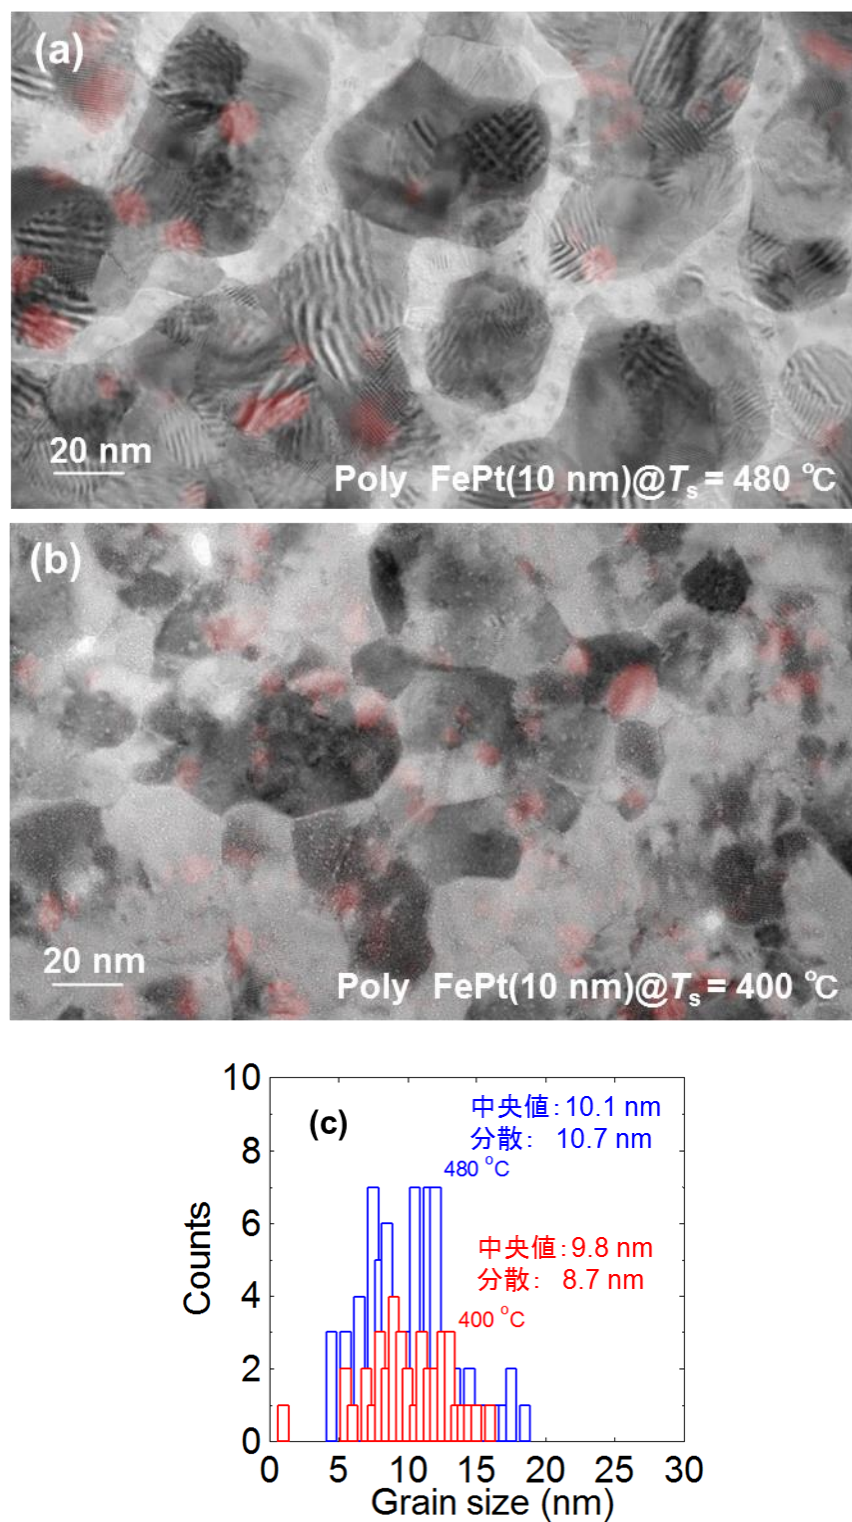 (a)
20 nm
Poly FePt(10 nm)@Ts = 480 ℃
(b)
20 nm
Poly FePt(10 nm)@Ts = 400 ℃
10
8
6
4
2
0
Counts
(c)
中央値：10.1 nm
分散： 10.7 nm
480 ℃
中央値：9.8 nm
分散： 8.7 nm
400 ℃
0 5 10 15 20 25 30
Grain size (nm)